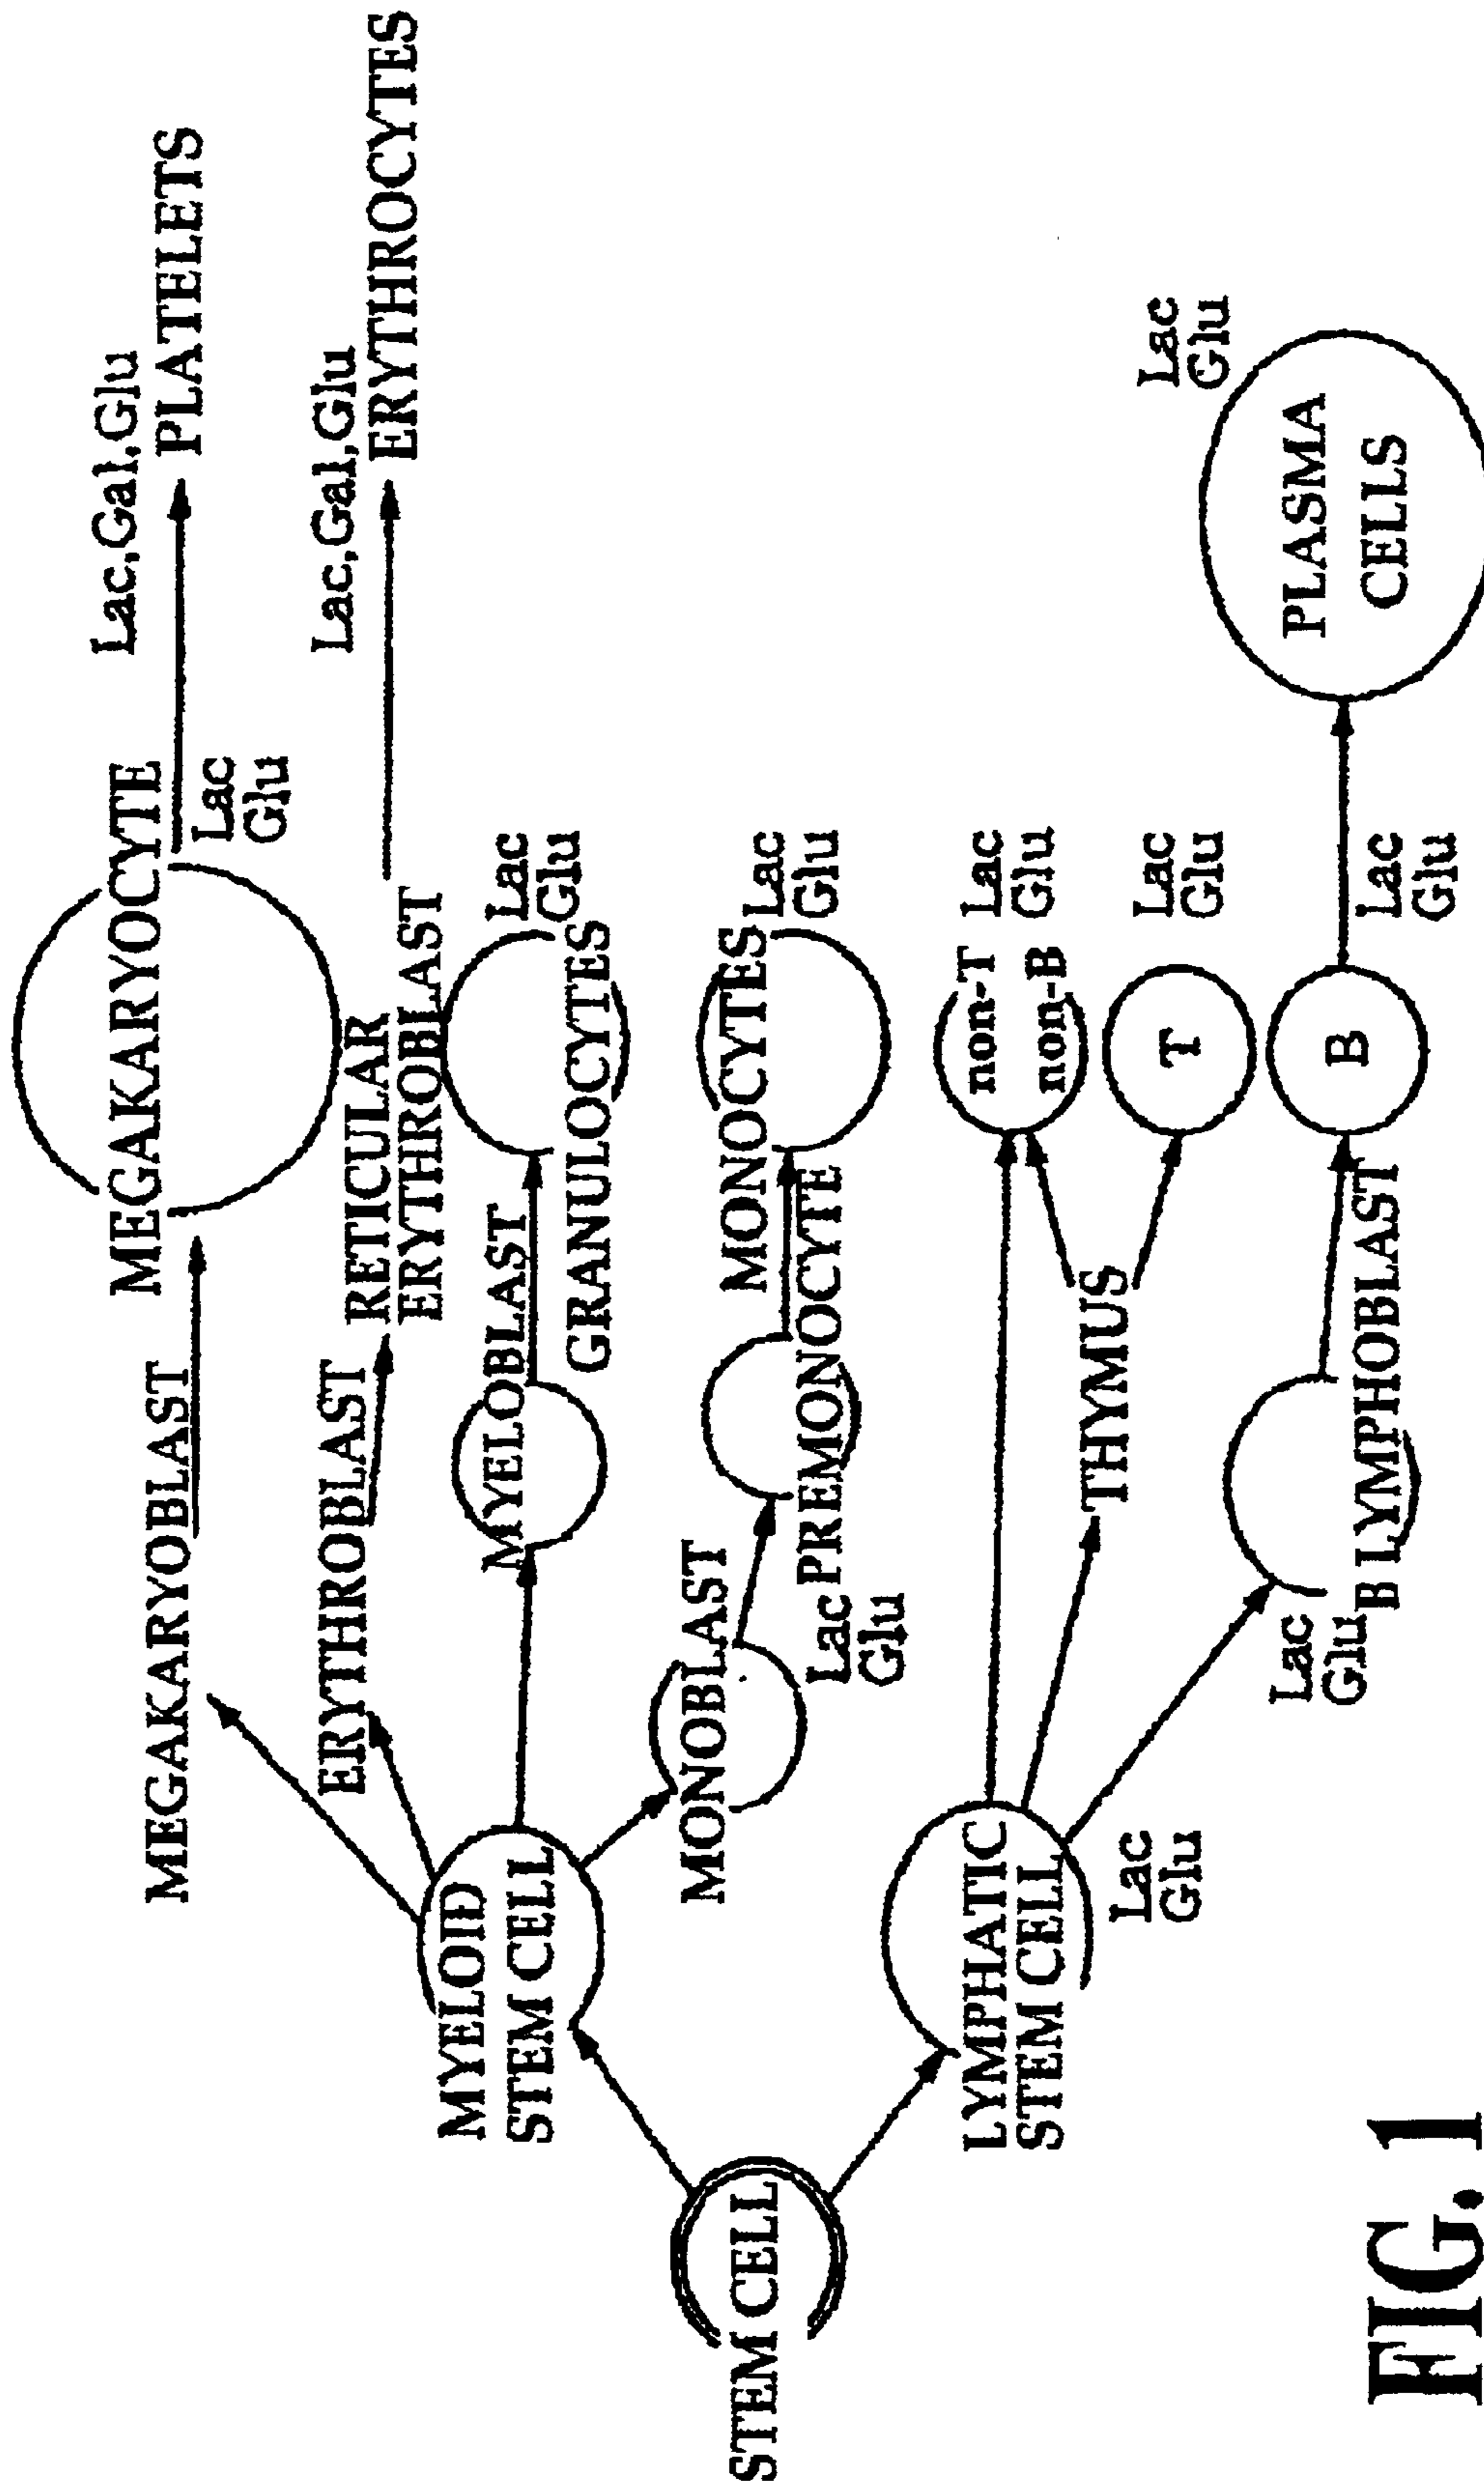 STEM CELL
MYELOID
STEM CELL
LYMPHATIC
STEM CELL
Lac
Glu
MEGAKARYOBLAST
MEGAKARYOCYTE
Lac
Glu
Lac,Gal,Glu
PLATELETS
ERYTHROBLAST
RETICULAR
ERYTHROBLAST
Lac,Gal,Glu
ERYTHROCYTES
MYELOBLAST
GRANULOCYTES
Lac
Glu
MONOBLAST
PREMONOCYTE
Lac
Glu
MONOCYTES
Lac
Glu
non-T
non-B
Lac
Glu
THYMUS
T
Lac
Glu
B LYMPHOBLAST
Lac
Glu
B
Lac
Glu
PLASMA
CELLS
Lac
Glu
FIG. 1